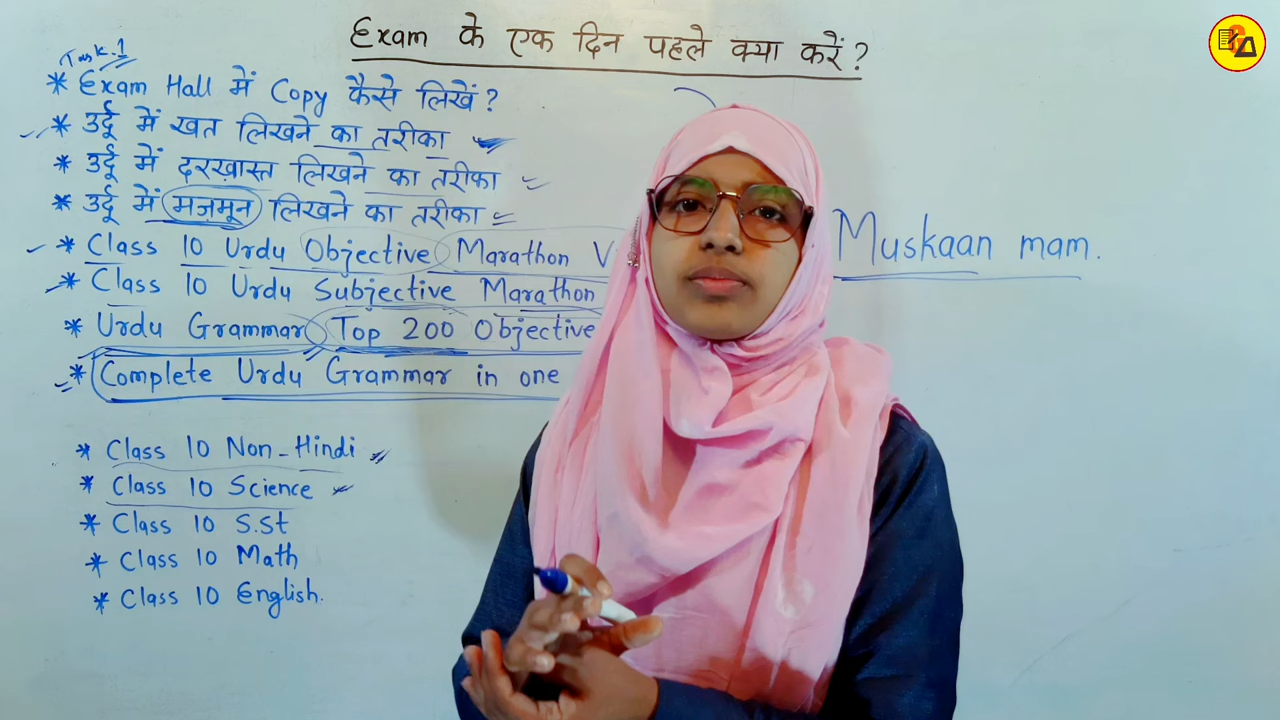 Exam के एक दिन पहले क्या करें?
Task.1
* Exam Hall में Copy कैसे लिखें?
* उर्दू में खत लिखने का तरीका
* उर्दू में दरख़ास्त लिखने का तरीका
* उर्दू में मज़मून लिखने का तरीका
* Class 10 Urdu Objective Marathon V
* Class 10 Urdu Subjective Marathon
* Urdu Grammar Top 200 Objective
* Complete Urdu Grammar in one
Muskaan mam.
* Class 10 Non-Hindi
* Class 10 Science
* Class 10 S.St
* Class 10 Math
* Class 10 English.